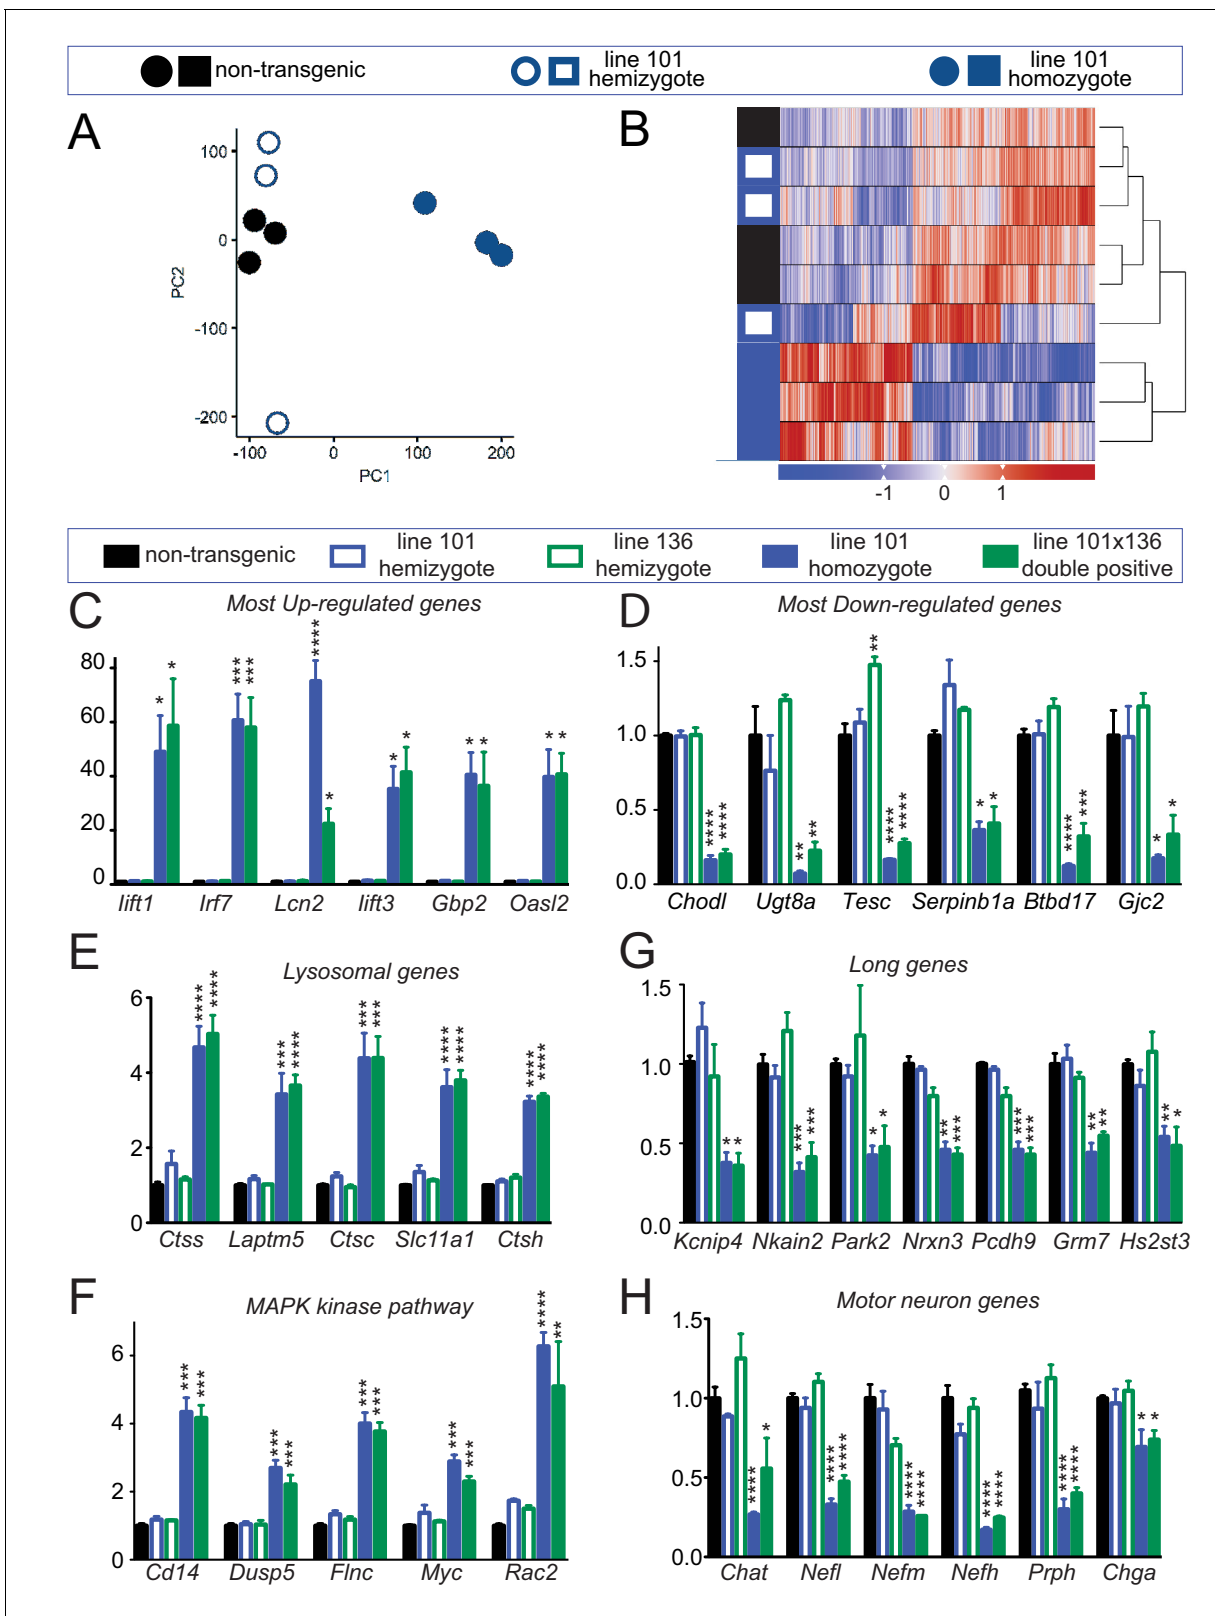 non-transgenic
line 101
hemizygote
line 101
homozygote
A
100
0
-100
-200
PC2
-100 0 100 200
PC1
B
-1 0 1
non-transgenic
line 101
hemizygote
line 136
hemizygote
line 101
homozygote
line 101x136
double positive
C
Most Up-regulated genes
80
60
40
20
0
* * *** *** **** * * * * * * *
Iift1 Irf7 Lcn2 Iift3 Gbp2 Oasl2
D
Most Down-regulated genes
1.5
1.0
0.5
0.0
**** **** ** ** ** **** **** * * **** *** * *
Chodl Ugt8a Tesc Serpinb1a Btbd17 Gjc2
E
Lysosomal genes
6
4
2
0
**** **** *** **** *** *** **** **** **** ****
Ctss Laptm5 Ctsc Slc11a1 Ctsh
G
Long genes
1.5
1.0
0.5
0.0
* * *** *** * * ** *** *** *** ** ** ** *
Kcnip4 Nkain2 Park2 Nrxn3 Pcdh9 Grm7 Hs2st3
F
MAPK kinase pathway
6
4
2
0
*** *** *** *** *** *** *** *** **** **
Cd14 Dusp5 Flnc Myc Rac2
H
Motor neuron genes
1.5
1.0
0.5
0.0
**** * **** **** **** **** **** **** **** **** * *
Chat Nefl Nefm Nefh Prph Chga